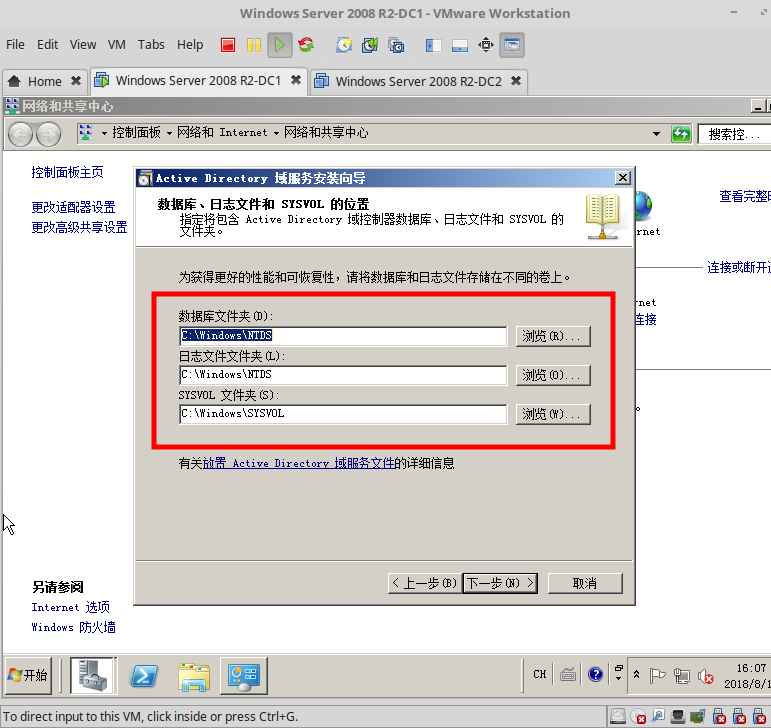 Windows Server 2008 R2-DC1 - VMware Workstation
File Edit View VM Tabs Help
Home Windows Server 2008 R2-DC1 Windows Server 2008 R2-DC2
网络和共享中心
控制面板 网络和 Internet 网络和共享中心 搜索控...
控制面板主页
更改适配器设置
更改高级共享设置
查看完整
rnet
连接或断开
rnet
连接
Active Directory 域服务安装向导
数据库、日志文件和 SYSVOL 的位置
指定将包含 Active Directory 域控制器数据库、日志文件和 SYSVOL 的
文件夹。
为获得更好的性能和可恢复性，请将数据库和日志文件存储在不同的卷上。
数据库文件夹(D):
C:\Windows\NTDS 浏览(R)...
日志文件文件夹(L):
C:\Windows\NTDS 浏览(O)...
SYSVOL 文件夹(S):
C:\Windows\SYSVOL 浏览(W)...
有关放置 Active Directory 域服务文件的详细信息
< 上一步(B) 下一步(N) > 取消
另请参阅
Internet 选项
Windows 防火墙
开始 CH 16:07
2018/8/1
To direct input to this VM, click inside or press Ctrl+G.